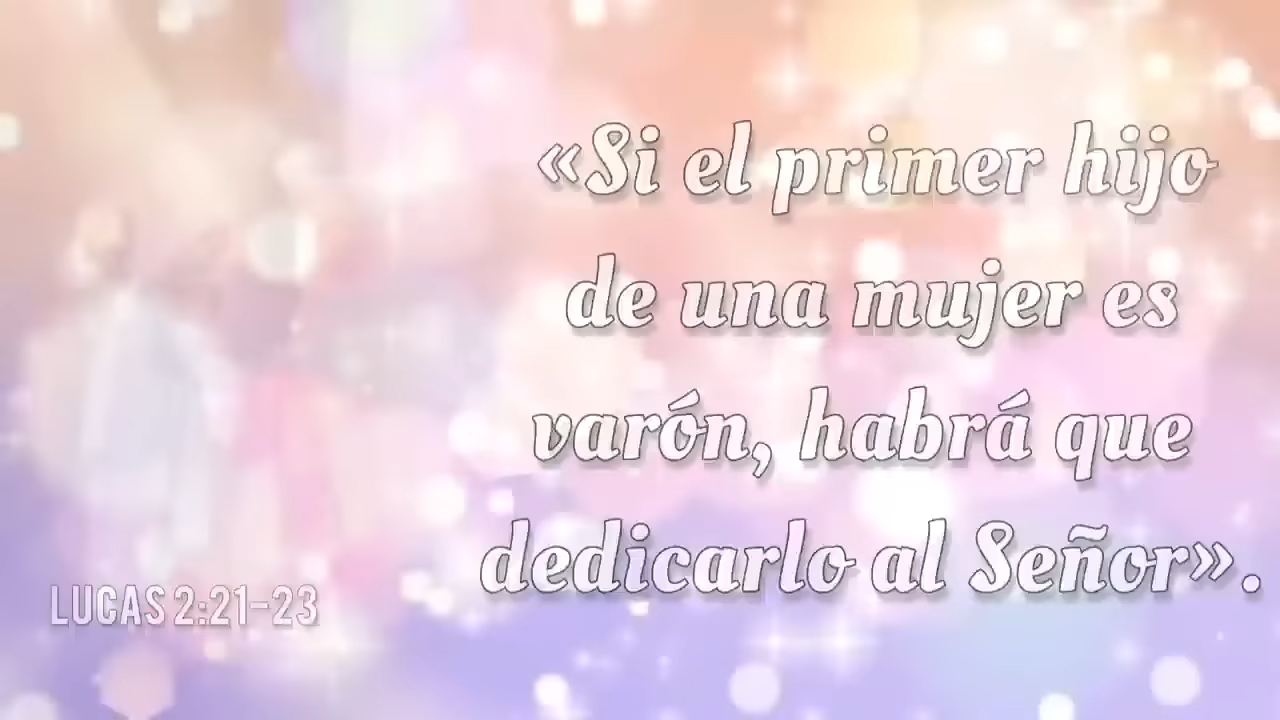 «Si el primer hijo
de una mujer es
varón, habrá que
dedicarlo al Señor».
LUCAS 2:21-23